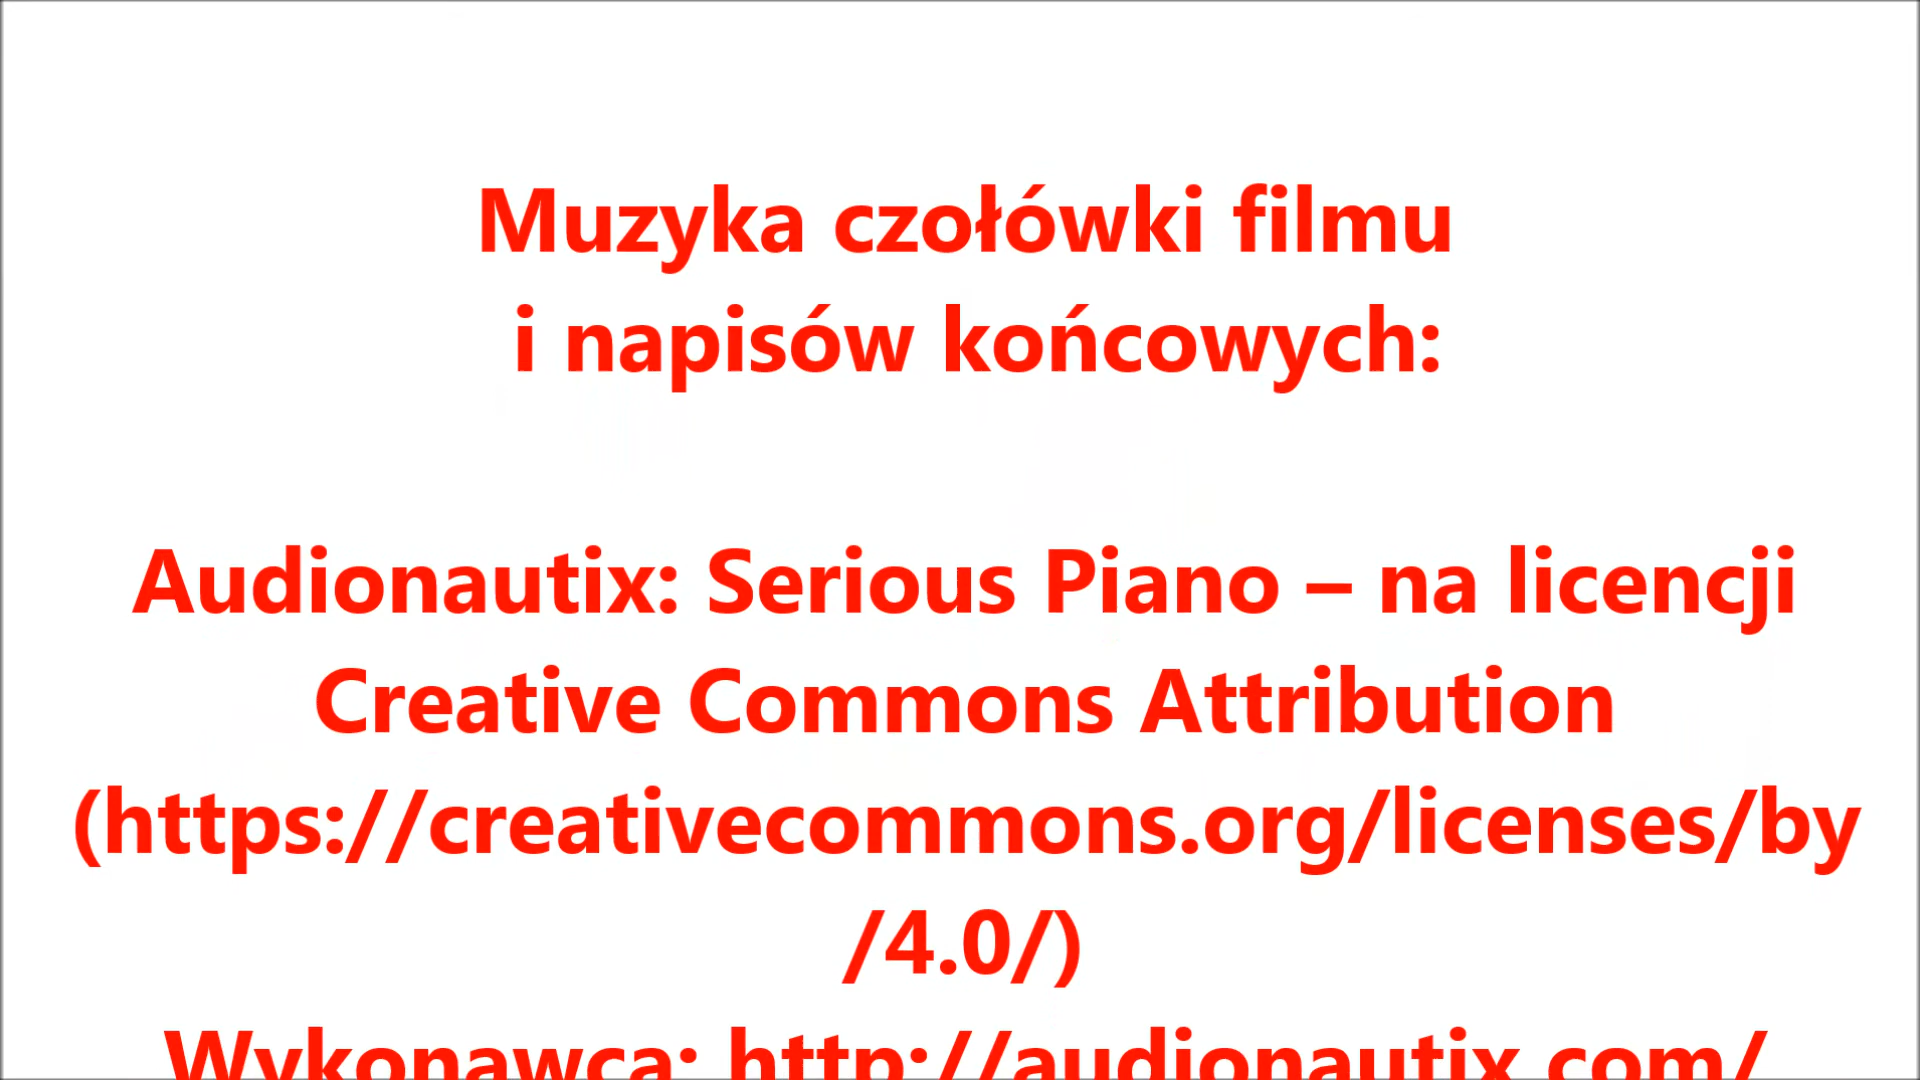 Muzyka czołówki filmu
i napisów końcowych:
Audionautix: Serious Piano – na licencji
Creative Commons Attribution
(https://creativecommons.org/licenses/by
/4.0/)
Wykonawca: http://audionautix.com/